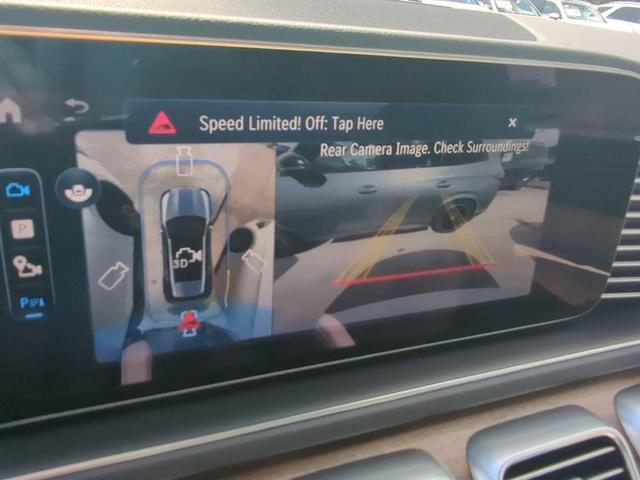 Speed Limited! Off: Tap Here
Rear Camera Image. Check Surroundings!
P
3D
P